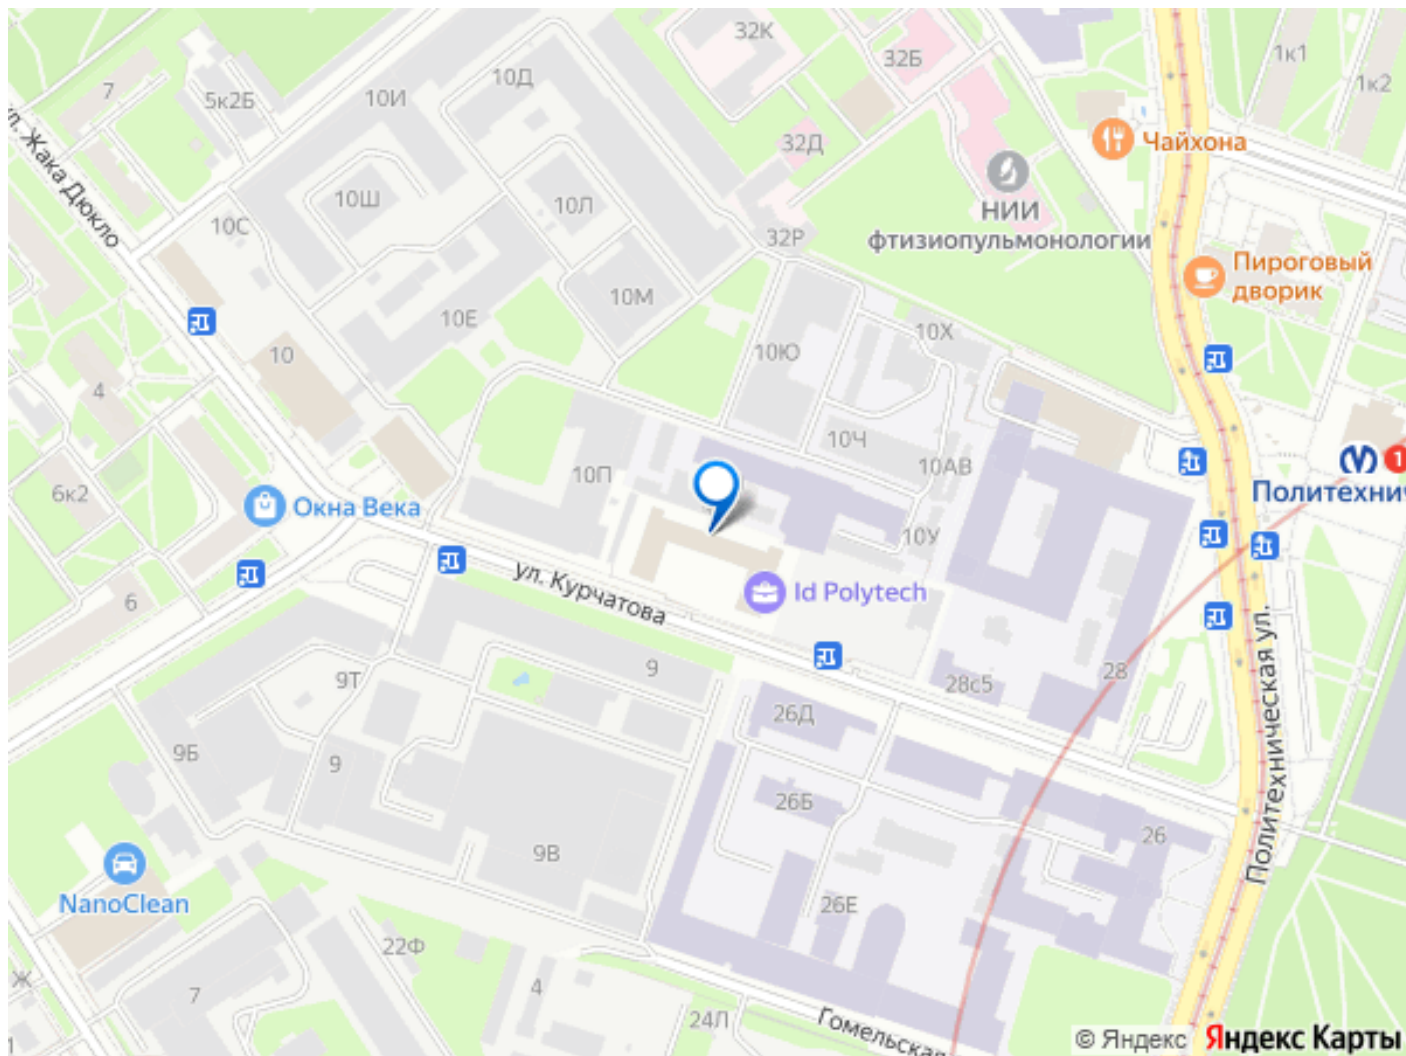 32К
1к1
32Б
10Д
1к2
7
5к2Б
10И
32Д
Чайхона
ул. Жака Дюкло
10Ш
10Л
НИИ
фтизиопульмонологии
10С
32Р
Пироговый
дворик
10М
10Е
10Х
10
10Ю
4
10Ч
10АВ
1
6к2
10П
Политехнич
Окна Века
10У
ул. Курчатова
Id Polytech
6
Политехническая ул.
9
28
28с5
9Т
26Д
9Б
9
26Б
26
9В
NanoClean
26Е
22Ф
Ж
4
7
24Л
Гомельская
1
© Яндекс Яндекс Карты